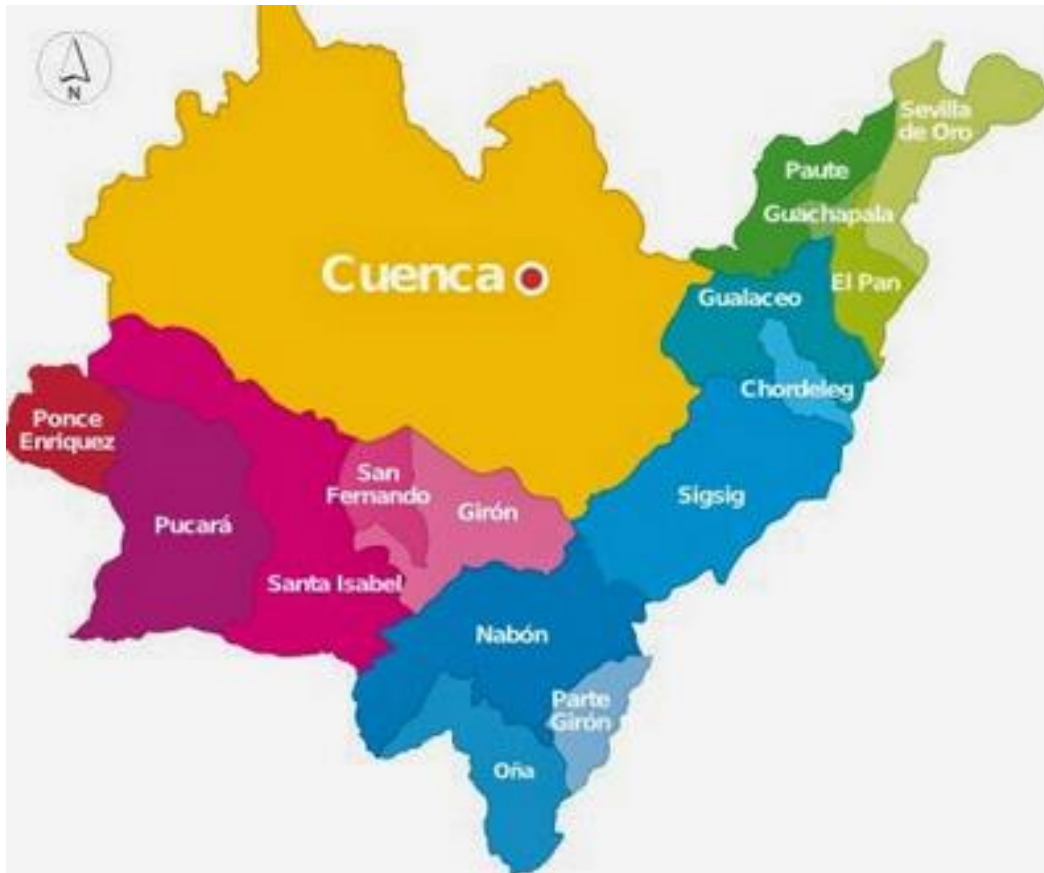 N
Sevilla
de Oro
Paute
Guachapala
Cuenca
El Pan
Gualaceo
Chordeleg
Ponce
Enriquez
San
Fernando
Sigsig
Girón
Pucará
Santa Isabel
Nabón
Parte
Girón
Oña